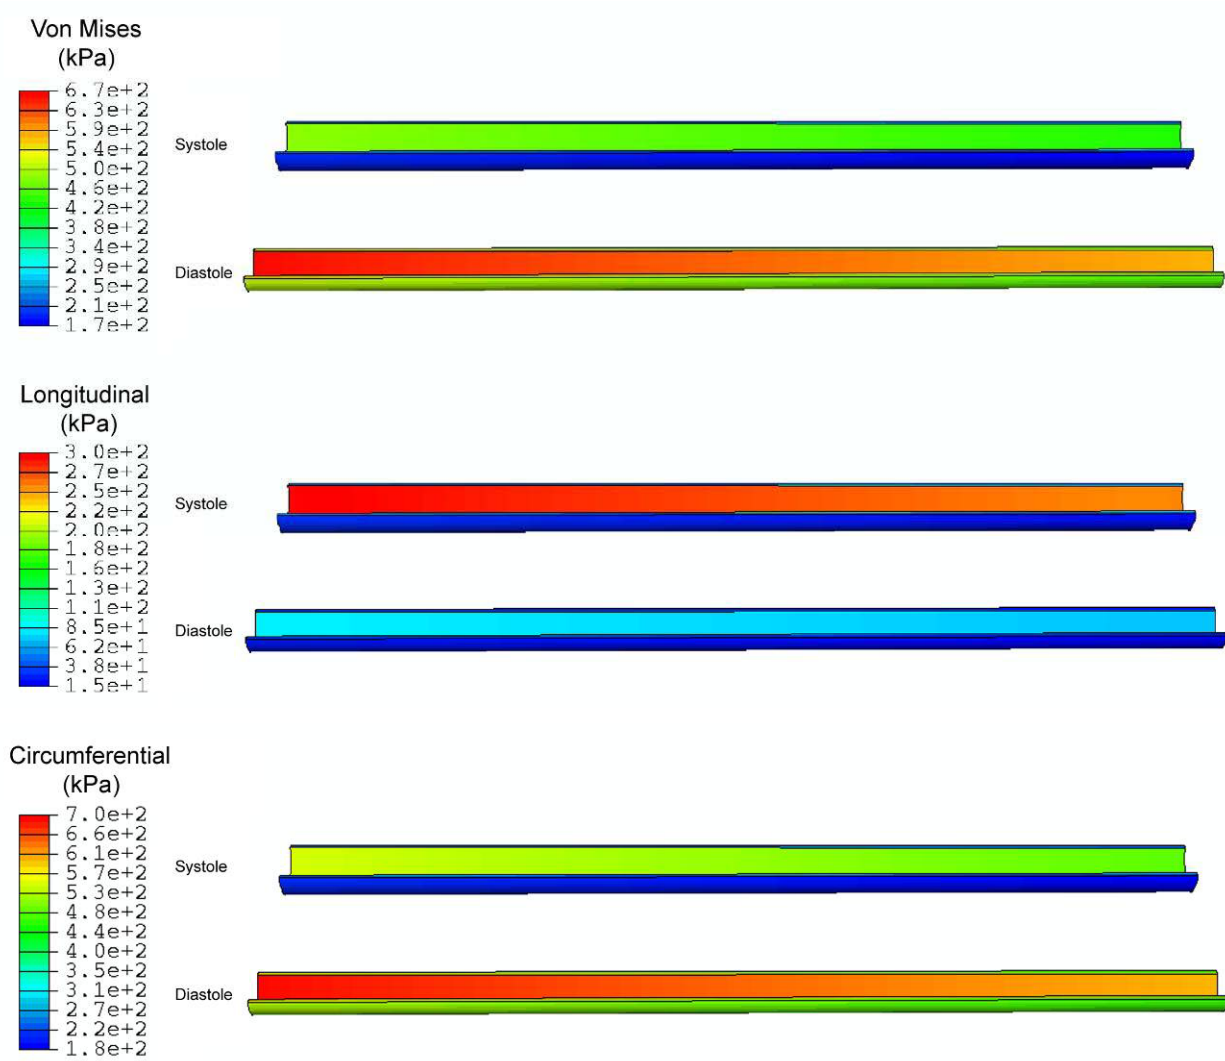 Von Mises
(kPa)
6.7e+2
6.3e+2
5.9e+2
5.4e+2
5.0e+2
4.6e+2
4.2e+2
3.8e+2
3.4e+2
2.9e+2
2.5e+2
2.1e+2
1.7e+2
Systole
Diastole
Longitudinal
(kPa)
3.0e+2
2.7e+2
2.5e+2
2.2e+2
2.0e+2
1.8e+2
1.6e+2
1.3e+2
1.1e+2
8.5e+1
6.2e+1
3.8e+1
1.5e+1
Systole
Diastole
Circumferential
(kPa)
7.0e+2
6.6e+2
6.1e+2
5.7e+2
5.3e+2
4.8e+2
4.4e+2
4.0e+2
3.5e+2
3.1e+2
2.7e+2
2.2e+2
1.8e+2
Systole
Diastole